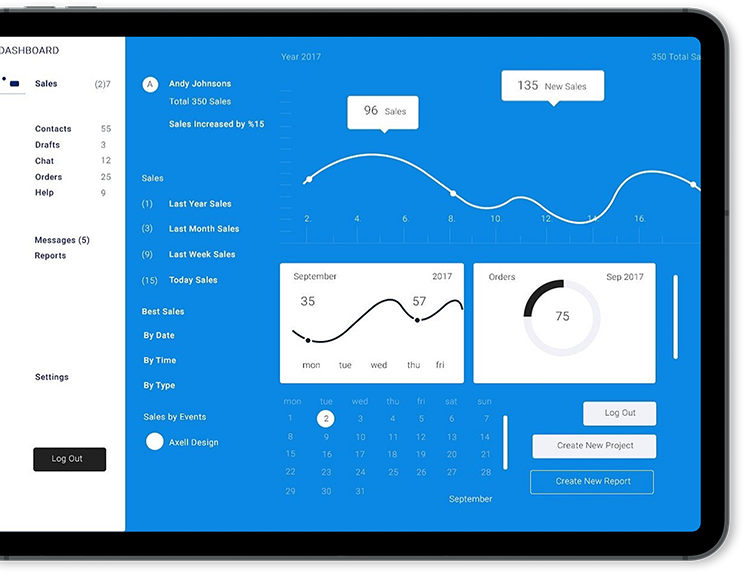 DASHBOARD
Sales (2)7
Contacts 55
Drafts 3
Chat 12
Orders 25
Help 9
Messages (5)
Reports
Settings
Log Out
A Andy Johnsons
Total 350 Sales
Sales Increased by %15
Sales
(1) Last Year Sales
(3) Last Month Sales
(9) Last Week Sales
(15) Today Sales
Best Sales
By Date
By Time
By Type
Sales by Events
Axell Design
Year 2017 350 Total Sa
96 Sales
135 New Sales
2. 4. 6. 8. 10. 12. 14. 16.
September 2017
35 57
mon tue wed thu fri
Orders Sep 2017
75
mon tue wed thu fri sat sun
1 2 3 4 5 6 7
8 9 10 11 12 13 14
15 16 17 18 19 20 21
22 23 24 25 26 27 28
29 30 31
September
Log Out
Create New Project
Create New Report